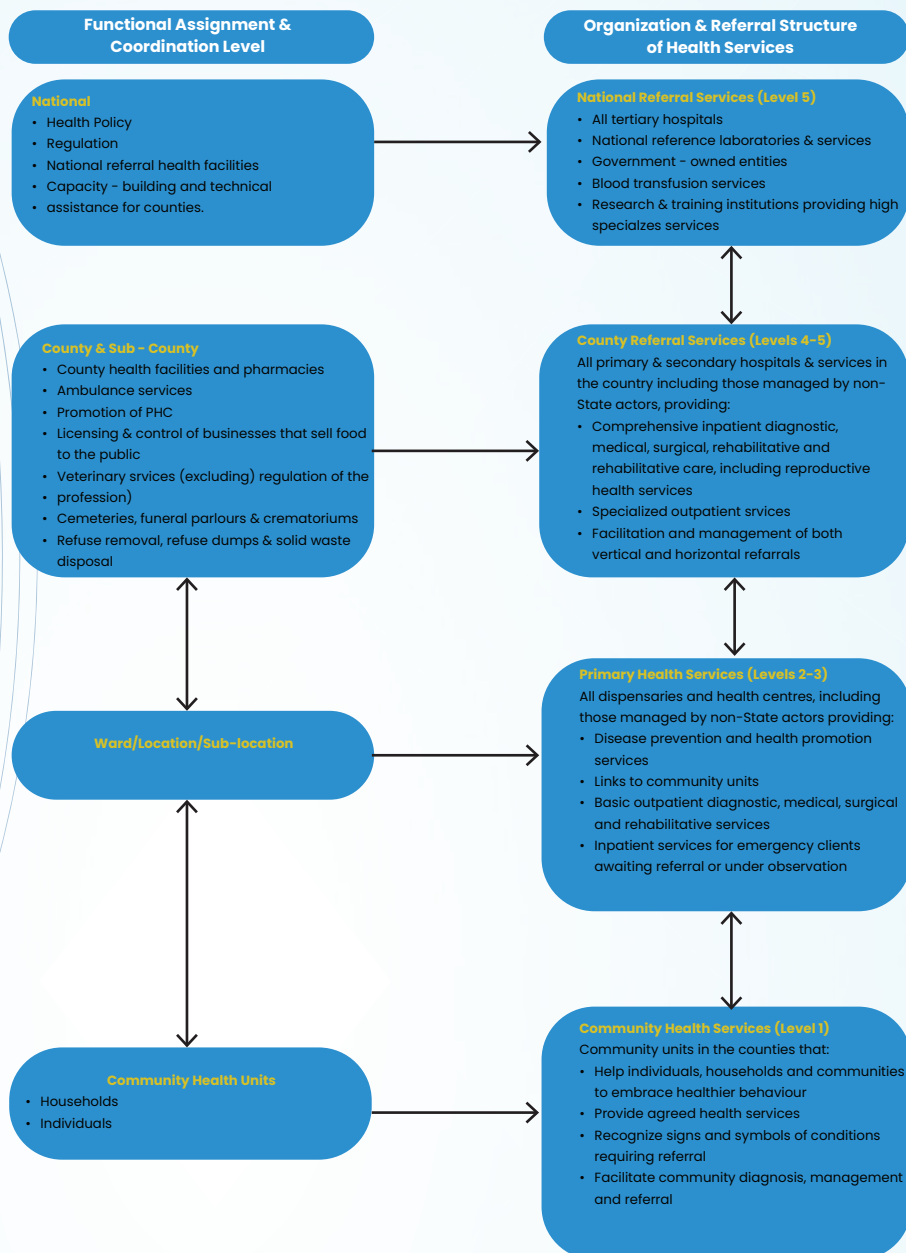 Functional Assignment &
Coordination Level
Organization & Referral Structure
of Health Services
National
• Health Policy
• Regulation
• National referral health facilities
• Capacity - building and technical
• assistance for counties.
National Referral Services (Level 5)
• All tertiary hospitals
• National reference laboratories & services
• Government - owned entities
• Blood transfusion services
• Research & training institutions providing high
specialzes services
County & Sub - County
• County health facilities and pharmacies
• Ambulance services
• Promotion of PHC
• Licensing & control of businesses that sell food
to the public
• Veterinary srvices (excluding) regulation of the
• profession)
• Cemeteries, funeral parlours & crematoriums
• Refuse removal, refuse dumps & solid waste
disposal
County Referral Services (Levels 4-5)
All primary & secondary hospitals & services in
the country including those managed by non-
State actors, providing:
• Comprehensive inpatient diagnostic,
medical, surgical, rehabilitative and
rehabilitative care, including reproductive
health services
• Specialized outpatient srvices
• Facilitation and management of both
vertical and horizontal refarrals
Ward/Location/Sub-location
Primary Health Services (Levels 2-3)
All dispensaries and health centres, including
those managed by non-State actors providing:
• Disease prevention and health promotion
services
• Links to community units
• Basic outpatient diagnostic, medical, surgical
and rehabilitative services
• Inpatient services for emergency clients
awaiting referral or under observation
Community Health Units
• Households
• Individuals
Community Health Services (Level 1)
Community units in the counties that:
• Help individuals, households and communities
to embrace healthier behaviour
• Provide agreed health services
• Recognize signs and symbols of conditions
requiring referral
• Facilitate community diagnosis, management
and referral